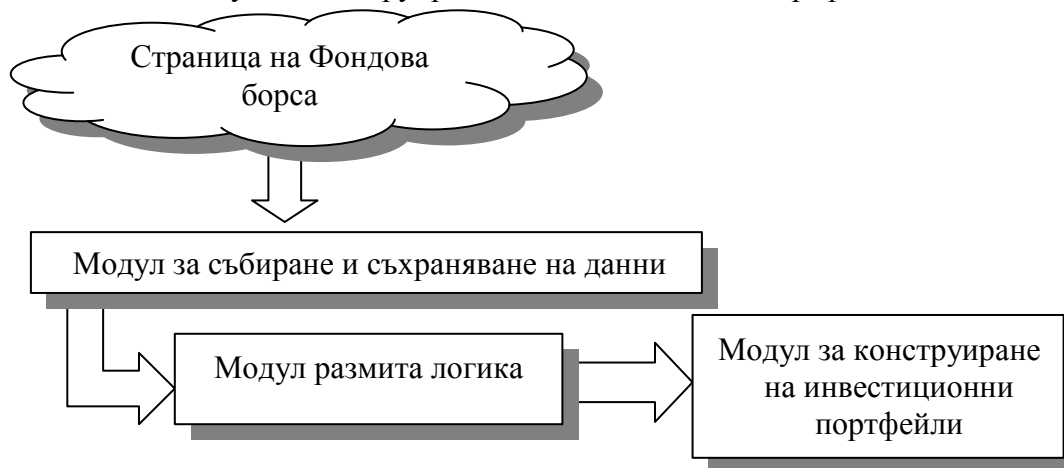 Страница на Фондова
борса
Модул за събиране и съхраняване на данни
Модул размита логика
Модул за конструиране
на инвестиционни
портфейли